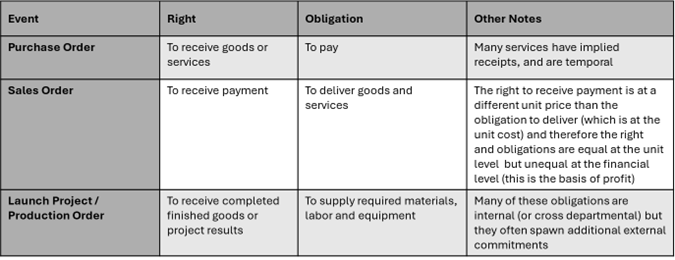 Event Right Obligation Other Notes
Purchase Order To receive goods or To pay Many services have implied
services receipts, and are temporal
Sales Order To receive payment To deliver goods and The right to receive payment is at a
services different unit price than the
obligation to deliver (which is at the
unit cost) and therefore the right
and obligations are equal at the unit
level but unequal at the financial
level (this is the basis of profit)
Launch Project / To receive completed To supply required materials, Many of these obligations are
Production Order finished goods or labor and equipment internal (or cross departmental) but
project results they often spawn additional external
commitments